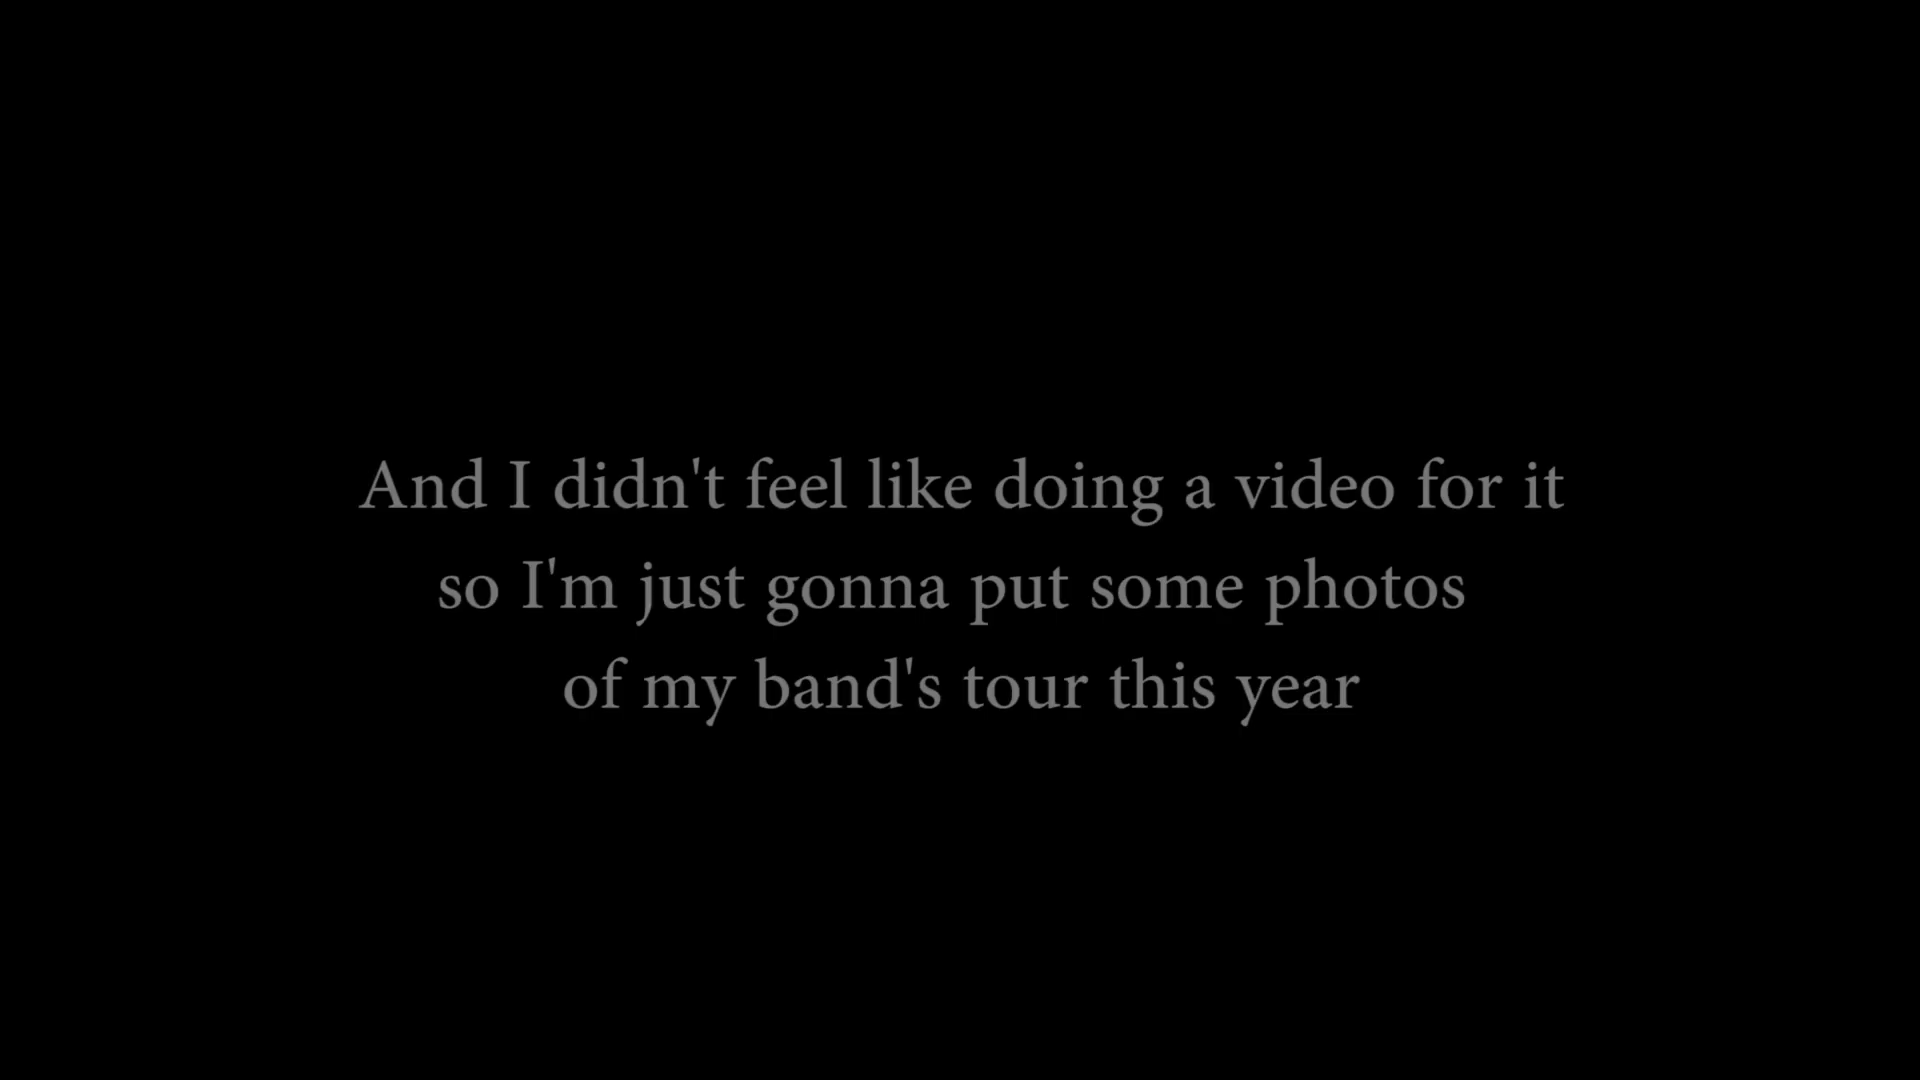 And I didn't feel like doing a video for it
so I'm just gonna put some photos
of my band's tour this year